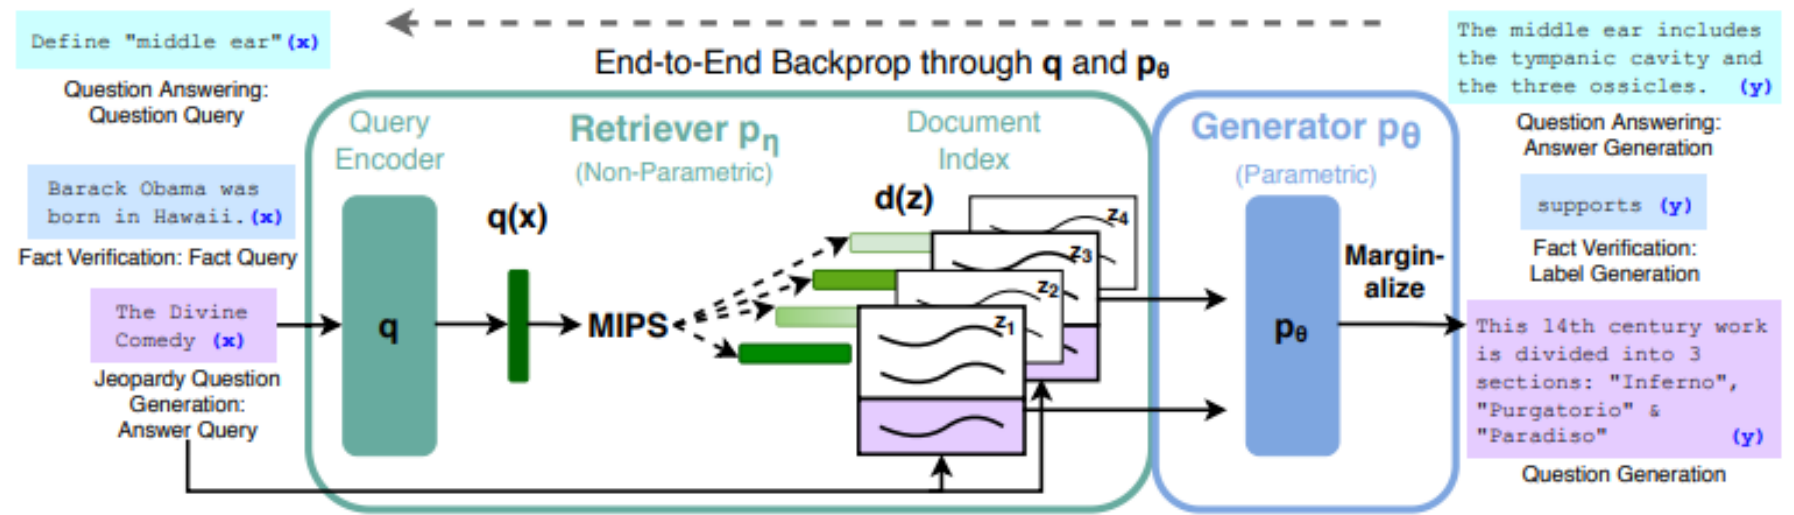 Define "middle ear"(x)
Question Answering:
Question Query
Barack Obama was
born in Hawaii.(x)
Fact Verification: Fact Query
The Divine
Comedy (x)
Jeopardy Question
Generation:
Answer Query
End-to-End Backprop through q and pθ
Query
Encoder
Retriever pη
(Non-Parametric)
Document
Index
q
q(x)
MIPS
d(z)
z4
z3
z2
z1
Generator pθ
(Parametric)
pθ
Margin-
alize
The middle ear includes
the tympanic cavity and
the three ossicles. (y)
Question Answering:
Answer Generation
supports (y)
Fact Verification:
Label Generation
This 14th century work
is divided into 3
sections: "Inferno",
"Purgatorio" &
"Paradiso" (y)
Question Generation